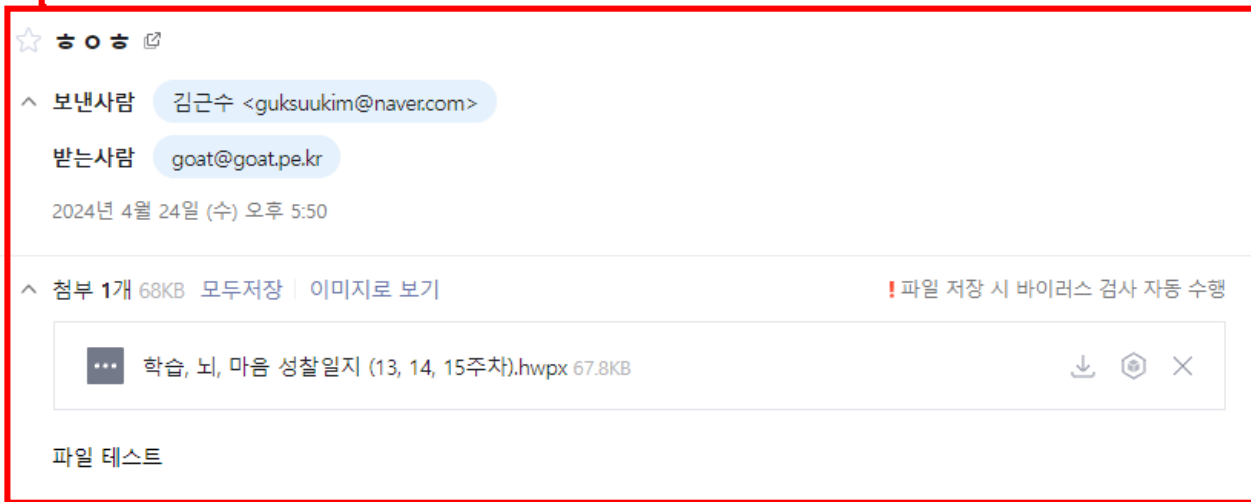 ㅎㅇㅎ
보낸사람 김근수 <guksuukim@naver.com>
받는사람 goat@goat.pe.kr
2024년 4월 24일 (수) 오후 5:50
첨부 1개 68KB 모두저장 이미지로 보기 ! 파일 저장 시 바이러스 검사 자동 수행
학습, 뇌, 마음 성찰일지 (13, 14, 15주차).hwpx 67.8KB
파일 테스트